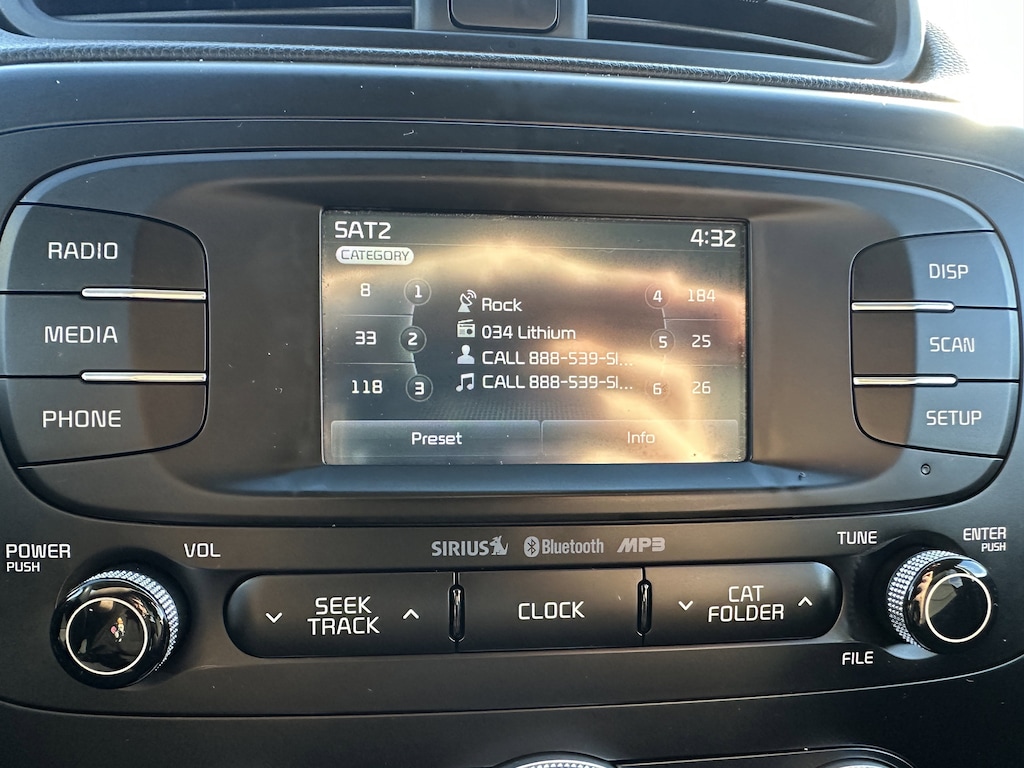 SAT2
4:32
CATEGORY
8 1
33 2
118 3
Rock
034 Lithium
CALL 888-539-SI...
CALL 888-539-SI...
4 184
5 25
6 26
Preset
Info
RADIO
MEDIA
PHONE
DISP
SCAN
SETUP
POWER
PUSH
VOL
SIRIUS
Bluetooth
MP3
TUNE
ENTER
PUSH
SEEK
TRACK
CLOCK
CAT
FOLDER
FILE